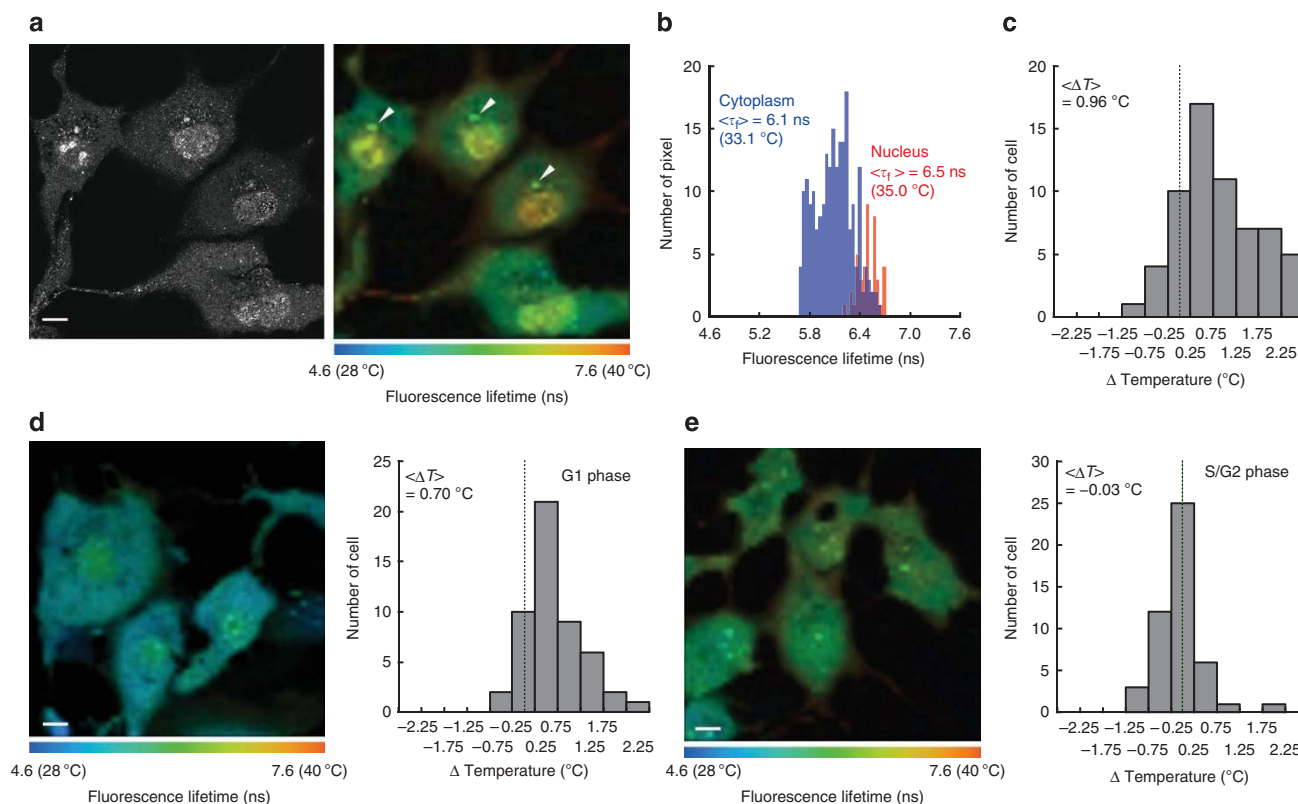 a
4.6 (28 °C)
7.6 (40 °C)
Fluorescence lifetime (ns)
b
20
15
10
5
0
Number of pixel
Cytoplasm
<τf> = 6.1 ns
(33.1 °C)
Nucleus
<τf> = 6.5 ns
(35.0 °C)
4.6 5.2 5.8 6.4 7.0 7.6
Fluorescence lifetime (ns)
c
20
15
10
5
0
Number of cell
<ΔT>
= 0.96 °C
−2.25 −1.25 −0.25 0.75 1.75
−1.75 −0.75 0.25 1.25 2.25
Δ Temperature (°C)
d
4.6 (28 °C)
7.6 (40 °C)
Fluorescence lifetime (ns)
25
20
15
10
5
0
Number of cell
<ΔT>
= 0.70 °C
G1 phase
−2.25 −1.25 −0.25 0.75 1.75
−1.75 −0.75 0.25 1.25 2.25
Δ Temperature (°C)
e
4.6 (28 °C)
7.6 (40 °C)
Fluorescence lifetime (ns)
30
25
20
15
10
5
0
Number of cell
<ΔT>
= −0.03 °C
S/G2 phase
−2.25 −1.25 −0.25 0.75 1.75
−1.75 −0.75 0.25 1.25 2.25
Δ Temperature (°C)